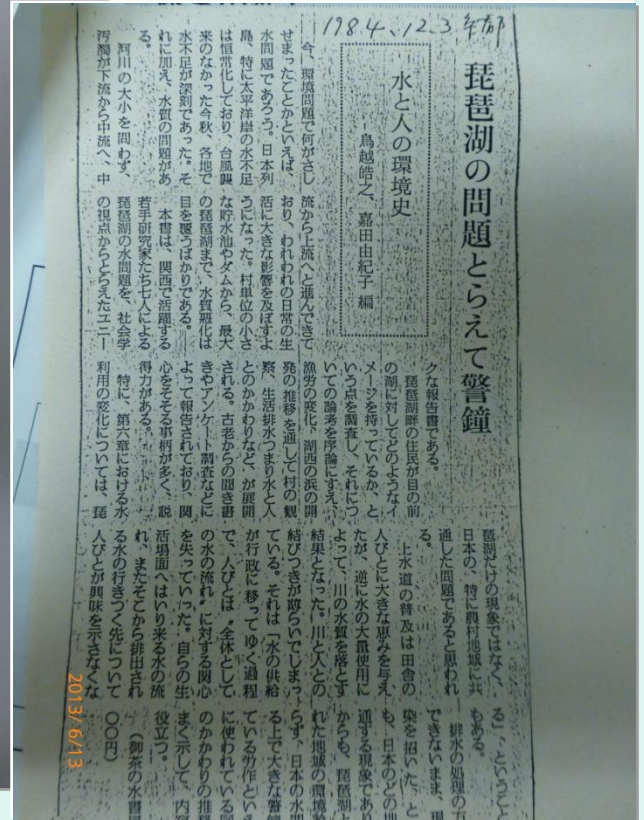 1984.12.3
琵琶湖の問題とらえて警鐘
水と人の環境史
鳥越皓之、嘉田由紀子 編
今、環境問題で何がさし
せまったことかといえば、
水問題であろう。日本列
島、特に太平洋岸の水不足
は恒常化しており、台風襲
来のなかった今秋、各地で
水不足が深刻であった。そ
れに加え、水質の問題があ
る。
河川の大小を問わず、
汚濁が下流から中流へ、中
流から上流へと進んできて
おり、われわれの日常の生
活に大きな影響を及ぼすよ
うになった。村単位の小さ
な貯水池やダムから、最大
の琵琶湖まで、水質悪化は
目を覆うばかりである。
本書は、関西で活躍する
若手研究家たち七人による
琵琶湖の水問題を、社会学
の視点からとらえたユニー
クな報告書である。
琵琶湖畔の住民が目の前
の湖に対してどのようなイ
メージを持っているか、と
いう点を調査し、それにつ
いての論考を序論にすえ、
漁労の変化、湖西の浜の開
発の推移を通して村の観
察、生活排水つまり水と人
とのかかわりなど、が展開
される。古老からの聞き書
きやアンケート調査などに
よって報告されており、関
心をそそる事柄が多く、説
得力がある。
特に、第六章における水
利用の変化については、琵
琶湖だけの現象ではなく、
日本の、特に農村地域に共
通した問題であると思われ
る。
上水道の普及は田舎の
人びとに大きな恵みを与え
たが、逆に水の大量使用に
よって、川の水質を落とす
結果となった。川と人との
結びつきが薄らいでしまっ
ている。それは「水の供給
が行政に移ってゆく過程
で、人びとは〝全体として
の水の流れ〟に対する関心
を失っていった。自らの生
活場面へはいり来る水の流
れ、またそこから排出され
る水の行きつく先について
人びとが興味を示さなくな
る」、ということ
もある。
排水の処理の方
できないまま、
染を招いた、と
も、日本のどの地
通する現象であり
からも、琵琶湖と
れた地域の環境
らず、日本の水問
る上で大きな警鐘
ている労作といえ
に使われている図
のかかわりの推移
まく示して、内容
役立つ。
(御茶の水書房
〇〇円)
2013/6/13